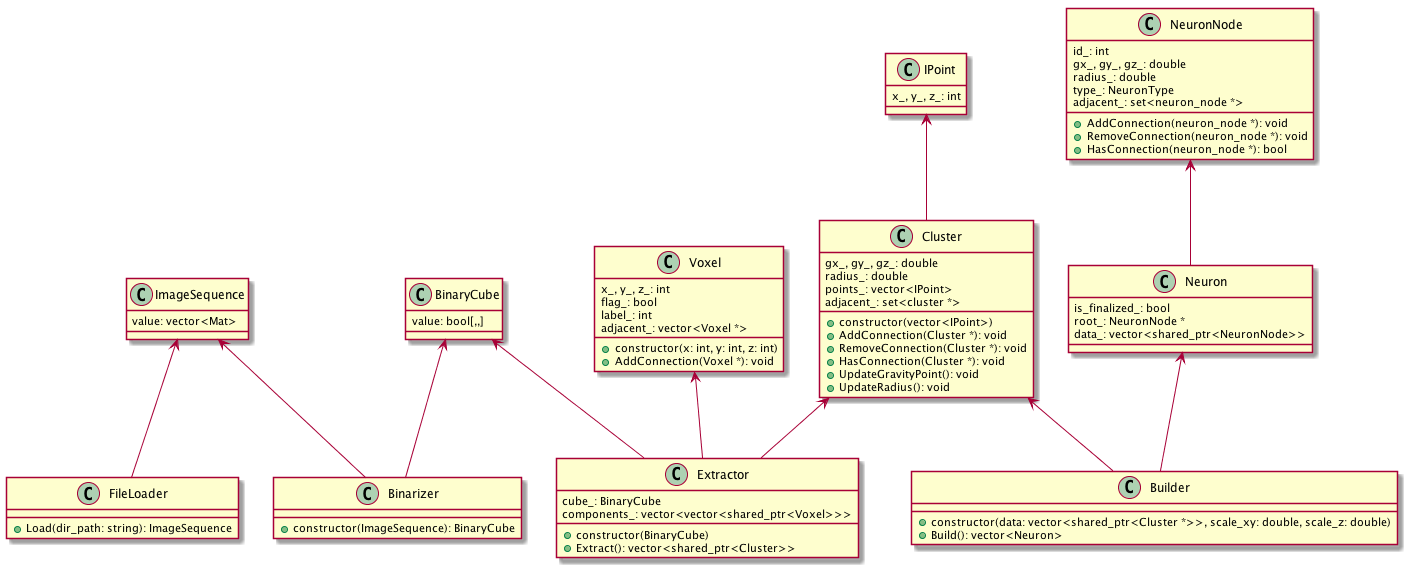 C NeuronNode
id_: int
gx_, gy_, gz_: double
radius_: double
type_: NeuronType
adjacent_: set<neuron_node *>
AddConnection(neuron_node *): void
RemoveConnection(neuron_node *): void
HasConnection(neuron_node *): bool
C IPoint
x_, y_, z_: int
C Cluster
gx_, gy_, gz_: double
radius_: double
points_: vector<IPoint>
adjacent_: set<cluster *>
constructor(vector<IPoint>)
AddConnection(Cluster *): void
RemoveConnection(Cluster *): void
HasConnection(Cluster *): void
UpdateGravityPoint(): void
UpdateRadius(): void
C Voxel
x_, y_, z_: int
flag_: bool
label_: int
adjacent_: vector<Voxel *>
constructor(x: int, y: int, z: int)
AddConnection(Voxel *): void
C Neuron
is_finalized_: bool
root_: NeuronNode *
data_: vector<shared_ptr<NeuronNode>>
C ImageSequence
value: vector<Mat>
C BinaryCube
value: bool[,,]
C FileLoader
Load(dir_path: string): ImageSequence
C Binarizer
constructor(ImageSequence): BinaryCube
C Extractor
cube_: BinaryCube
components_: vector<vector<shared_ptr<Voxel>>>
constructor(BinaryCube)
Extract(): vector<shared_ptr<Cluster>>
C Builder
constructor(data: vector<shared_ptr<Cluster *>>, scale_xy: double, scale_z: double)
Build(): vector<Neuron>